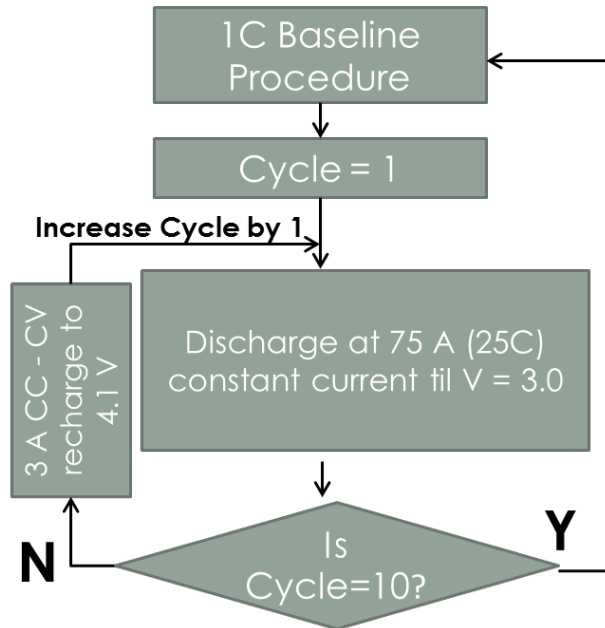 1C Baseline
Procedure
Cycle = 1
Increase Cycle by 1
3 A CC - CV
recharge to
4.1 V
Discharge at 75 A (25C)
constant current til V = 3.0
Is
Cycle=10?
N
Y